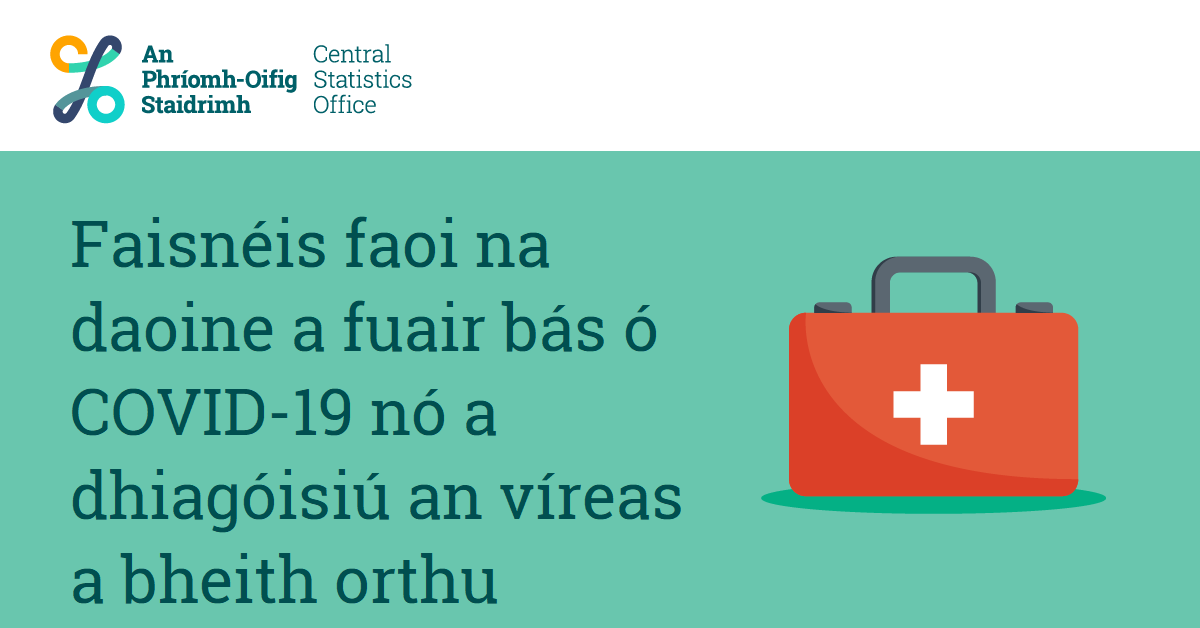 An
Phríomh-Oifig
Staidrimh
Central
Statistics
Office
Faisnéis faoi na
daoine a fuair bás ó
COVID-19 nó a
dhiagóisiú an víreas
a bheith orthu